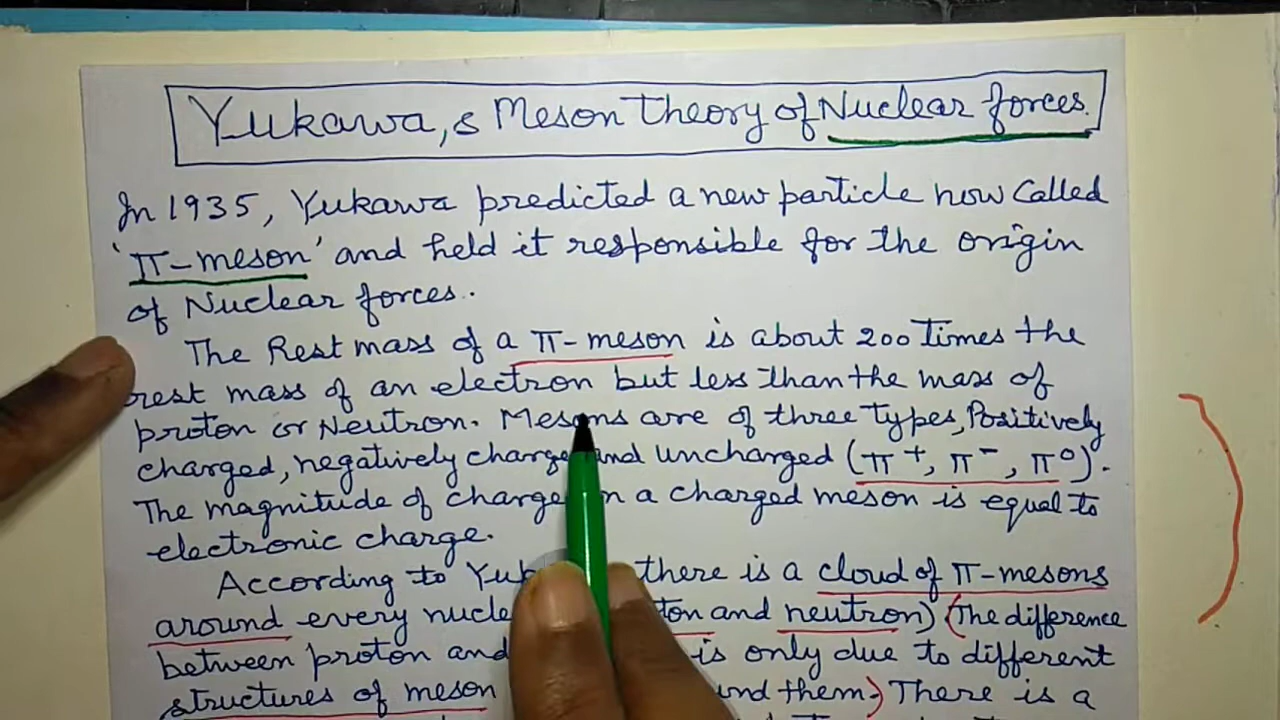 Yukawa,s Meson Theory of Nuclear forces.
In 1935, Yukawa predicted a new particle now Called
'π-meson' and held it responsible for the origin
of Nuclear forces.
The Rest mass of a π-meson is about 200 Times the
rest mass of an electron but less than the mass of
proton or Neutron. Mesons are of three types, Positively
charged, negatively charge and uncharged (π+, π-, π0).
The magnitude of charge a charged meson is equal to
electronic charge.
According to there is a cloud of π-mesons
around every and neutron) (The difference
between proton and is only due to different
structures of meson them.) There is a